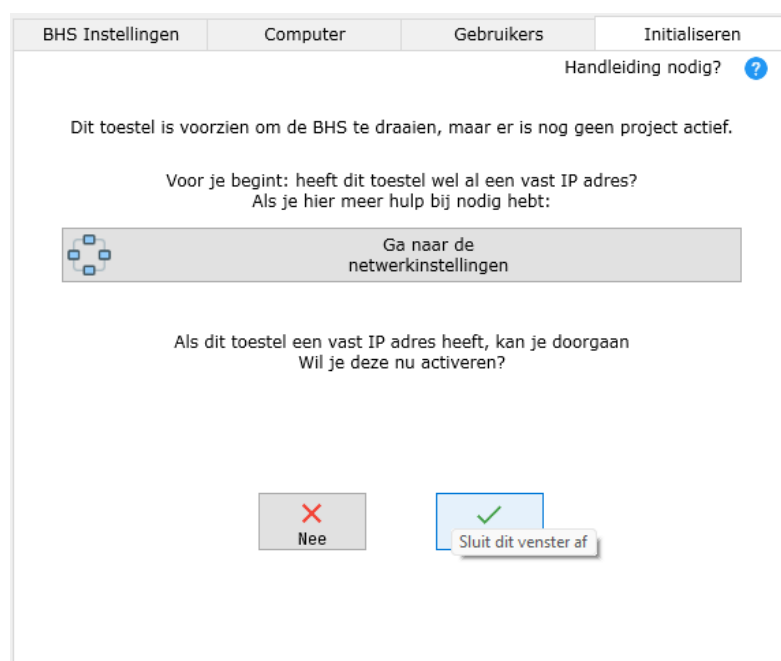 BHS Instellingen Computer Gebruikers Initialiseren
Handleiding nodig? ?
Dit toestel is voorzien om de BHS te draaien, maar er is nog geen project actief.
Voor je begint: heeft dit toestel wel al een vast IP adres?
Als je hier meer hulp bij nodig hebt:
Ga naar de
netwerkinstellingen
Als dit toestel een vast IP adres heeft, kan je doorgaan
Wil je deze nu activeren?
Nee
Sluit dit venster af